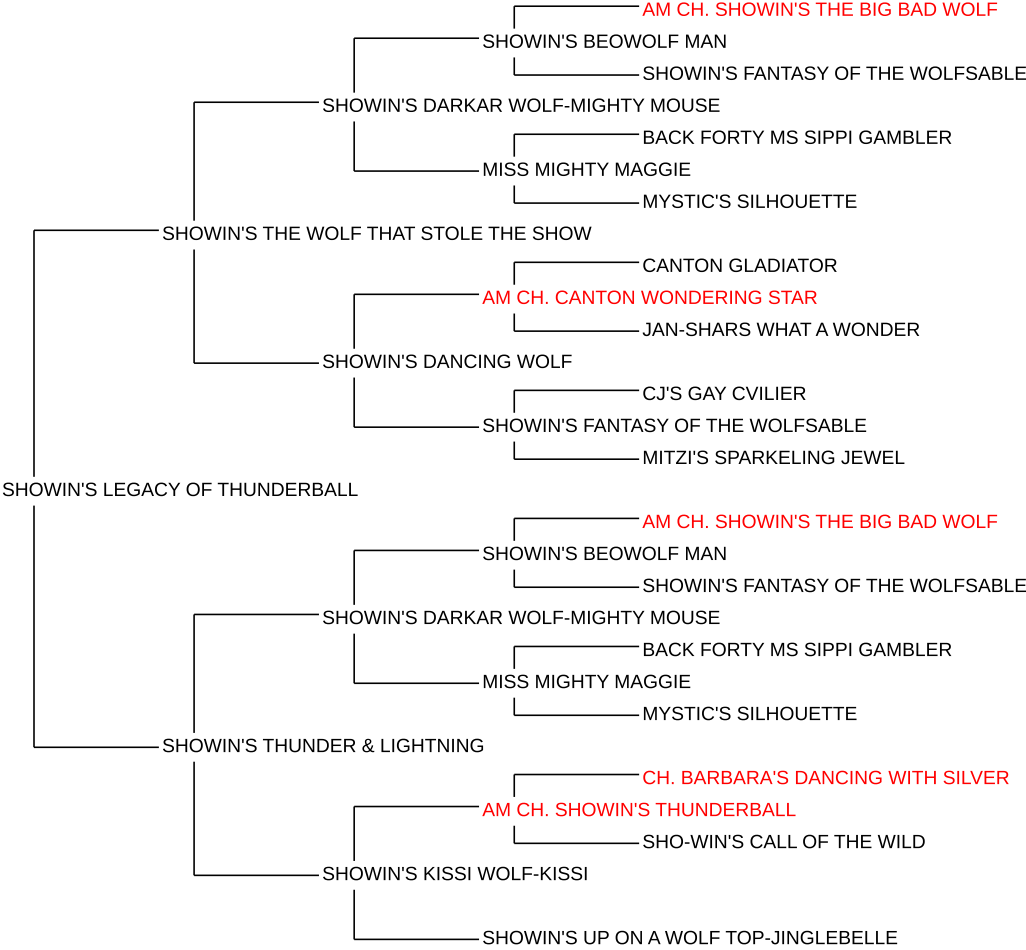 AM CH. SHOWIN'S THE BIG BAD WOLF
SHOWIN'S BEOWOLF MAN
SHOWIN'S FANTASY OF THE WOLFSABLE
SHOWIN'S DARKAR WOLF-MIGHTY MOUSE
BACK FORTY MS SIPPI GAMBLER
MISS MIGHTY MAGGIE
MYSTIC'S SILHOUETTE
SHOWIN'S THE WOLF THAT STOLE THE SHOW
CANTON GLADIATOR
AM CH. CANTON WONDERING STAR
JAN-SHARS WHAT A WONDER
SHOWIN'S DANCING WOLF
CJ'S GAY CVILIER
SHOWIN'S FANTASY OF THE WOLFSABLE
MITZI'S SPARKELING JEWEL
SHOWIN'S LEGACY OF THUNDERBALL
AM CH. SHOWIN'S THE BIG BAD WOLF
SHOWIN'S BEOWOLF MAN
SHOWIN'S FANTASY OF THE WOLFSABLE
SHOWIN'S DARKAR WOLF-MIGHTY MOUSE
BACK FORTY MS SIPPI GAMBLER
MISS MIGHTY MAGGIE
MYSTIC'S SILHOUETTE
SHOWIN'S THUNDER & LIGHTNING
CH. BARBARA'S DANCING WITH SILVER
AM CH. SHOWIN'S THUNDERBALL
SHO-WIN'S CALL OF THE WILD
SHOWIN'S KISSI WOLF-KISSI
SHOWIN'S UP ON A WOLF TOP-JINGLEBELLE